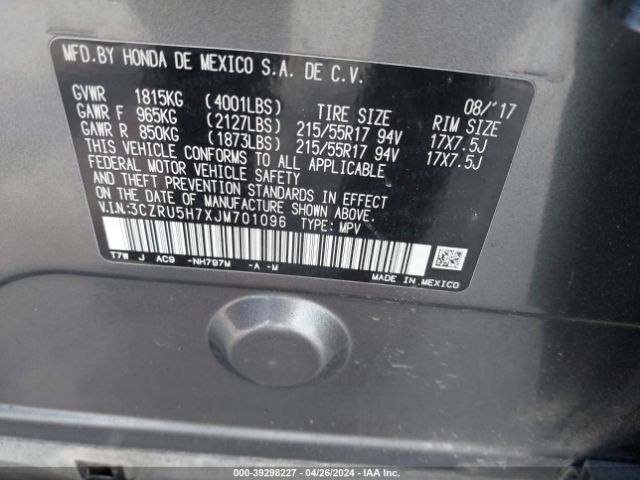 MFD.BY HONDA DE MEXICO S.A. DE C.V.
08/'17
GVWR 1815KG (4001LBS) TIRE SIZE RIM SIZE
GAWR F 965KG (2127LBS) 215/55R17 94V 17X7.5J
GAWR R 850KG (1873LBS) 215/55R17 94V 17X7.5J
THIS VEHICLE CONFORMS TO ALL APPLICABLE
FEDERAL MOTOR VEHICLE SAFETY
AND THEFT PREVENTION STANDARDS IN EFFECT
ON THE DATE OF MANUFACTURE SHOWN ABOVE.
V.I.N.:3CZRU5H7XJM701096 TYPE: MPV
T7W J AC9 -NH797M -A -M
MADE IN MEXICO
000-39298227 - 04/26/2024 - IAA Inc.